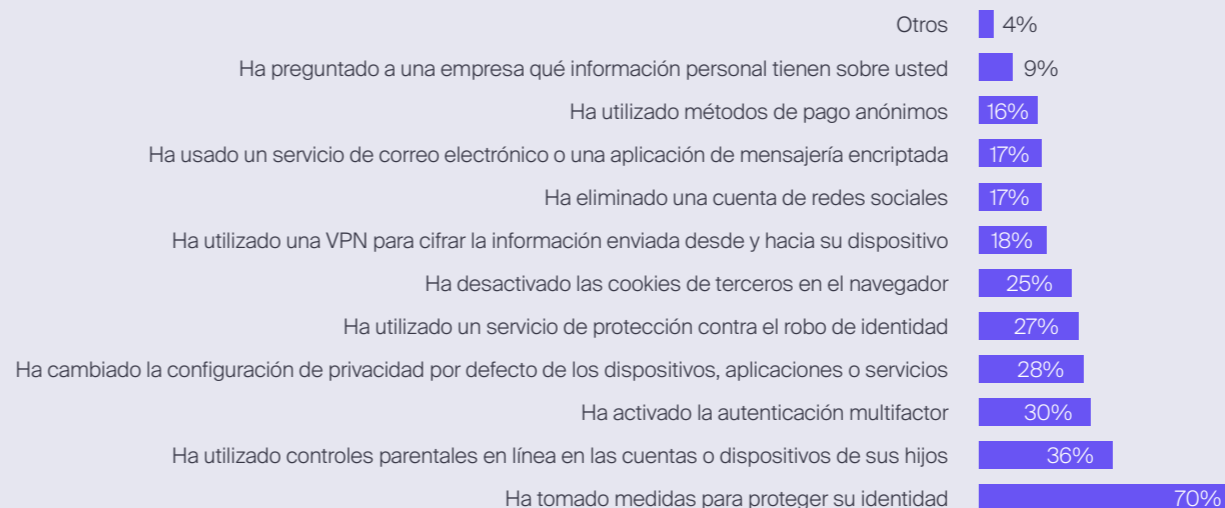 Otros 4%
Ha preguntado a una empresa qué información personal tienen sobre usted 9%
Ha utilizado métodos de pago anónimos 16%
Ha usado un servicio de correo electrónico o una aplicación de mensajería encriptada 17%
Ha eliminado una cuenta de redes sociales 17%
Ha utilizado una VPN para cifrar la información enviada desde y hacia su dispositivo 18%
Ha desactivado las cookies de terceros en el navegador 25%
Ha utilizado un servicio de protección contra el robo de identidad 27%
Ha cambiado la configuración de privacidad por defecto de los dispositivos, aplicaciones o servicios 28%
Ha activado la autenticación multifactor 30%
Ha utilizado controles parentales en línea en las cuentas o dispositivos de sus hijos 36%
Ha tomado medidas para proteger su identidad 70%